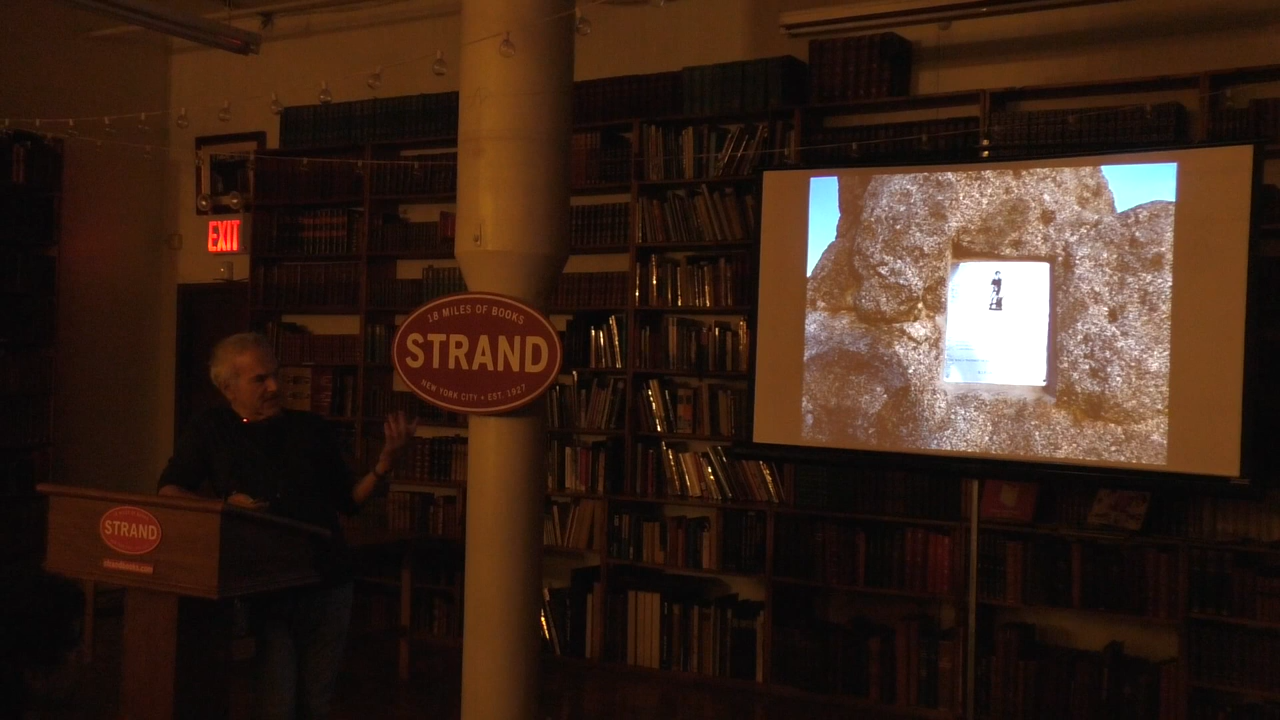 EXIT
18 MILES OF BOOKS
STRAND
NEW YORK CITY • EST. 1927
STRAND
strandbooks.com